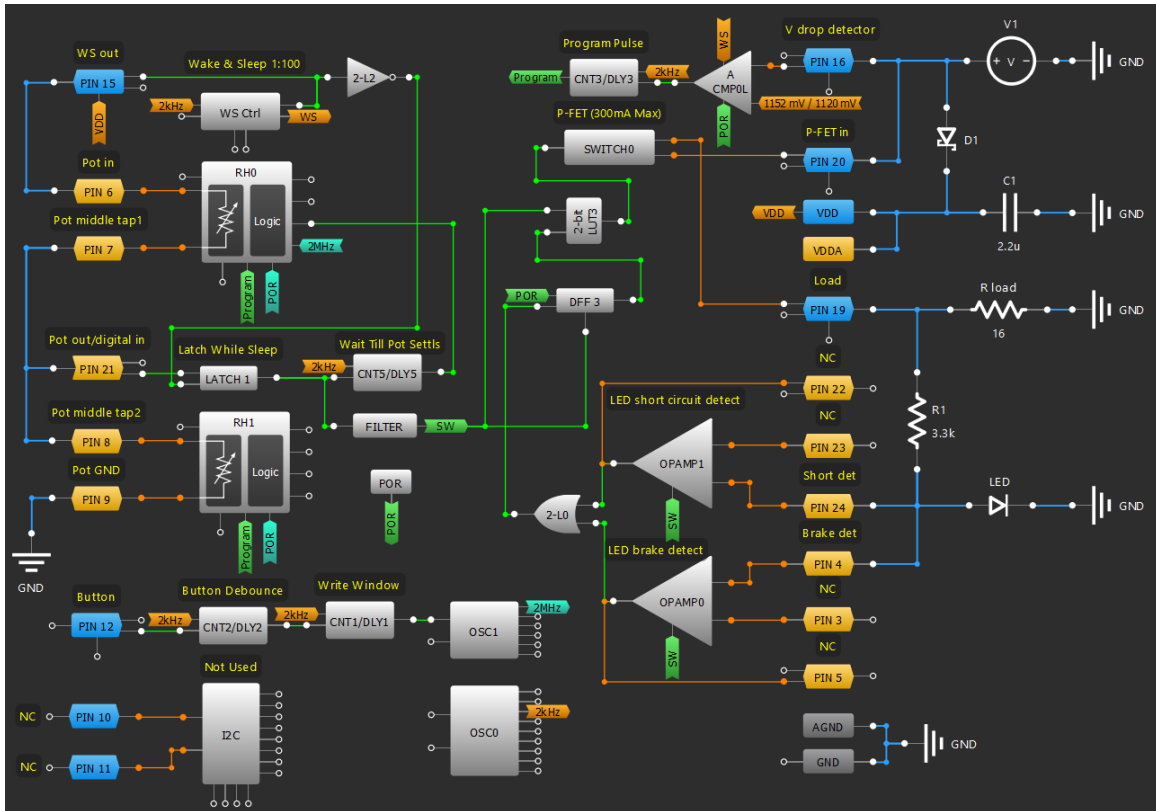 WS out
PIN 15
VDD
Wake & Sleep 1:100
2kHz
WS Ctrl
WS
2-L2
Pot in
PIN 6
RH0
Logic
2MHz
Program
POR
Pot middle tap1
PIN 7
Pot out/digital in
PIN 21
Latch While Sleep
LATCH 1
Wait Till Pot Settls
2kHz
CNT5/DLY5
FILTER
SW
Pot middle tap2
PIN 8
RH1
Logic
Program
POR
Pot GND
PIN 9
GND
POR
POR
Button
PIN 12
Button Debounce
2kHz
CNT2/DLY2
Write Window
2kHz
CNT1/DLY1
OSC1
2MHz
Not Used
NC
PIN 10
NC
PIN 11
I2C
OSC0
2kHz
Program Pulse
Program
CNT3/DLY3
2kHz
WS
A
CMP0L
POR
1152 mV / 1120 mV
V drop detector
PIN 16
V1
V
GND
P-FET (300mA Max)
SWITCH0
P-FET in
PIN 20
D1
VDD
VDD
VDDA
C1
2.2u
GND
2-bit
LUT3
POR
DFF 3
Load
PIN 19
R load
16
GND
NC
PIN 22
NC
PIN 23
R1
3.3k
LED short circuit detect
OPAMP1
SW
Short det
PIN 24
LED
GND
2-L0
LED brake detect
OPAMP0
SW
Brake det
PIN 4
NC
PIN 3
NC
PIN 5
AGND
GND
GND